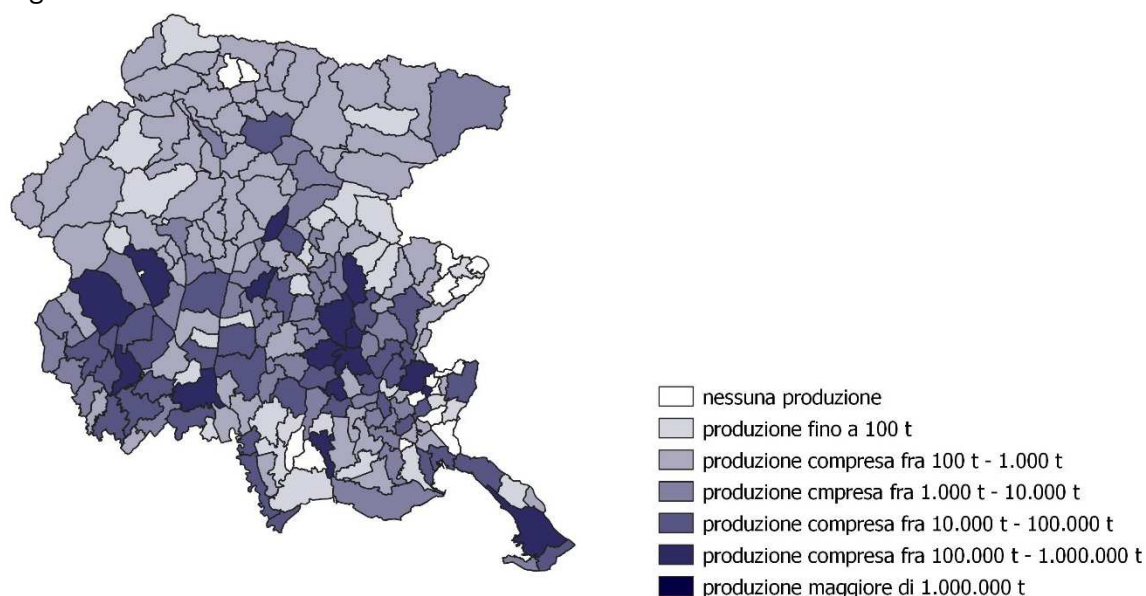 nessuna produzione
produzione fino a 100 t
produzione compresa fra 100 t - 1.000 t
produzione cmpresa fra 1.000 t - 10.000 t
produzione compresa fra 10.000 t - 100.000 t
produzione compresa fra 100.000 t - 1.000.000 t
produzione maggiore di 1.000.000 t